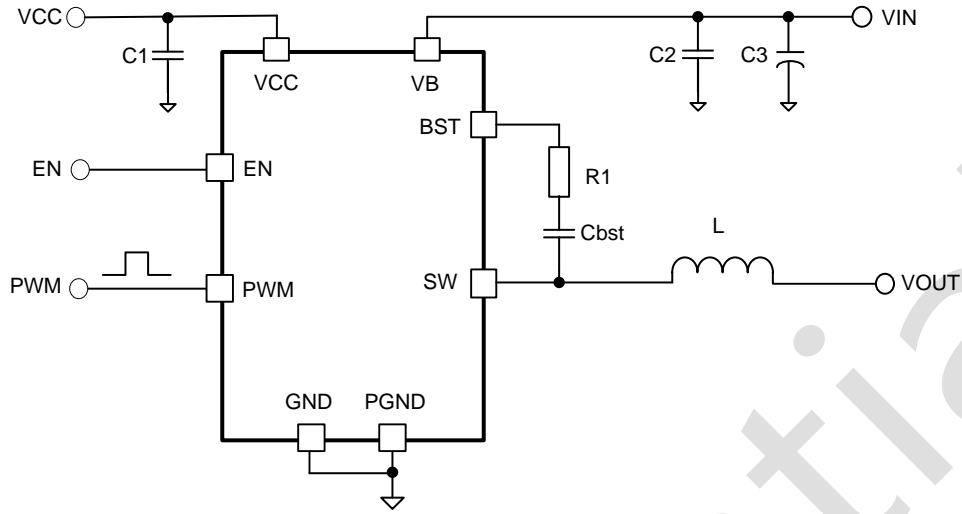 VCC
VIN
C1
C2
C3
VCC
VB
BST
EN
EN
R1
Cbst
L
PWM
PWM
SW
VOUT
GND
PGND